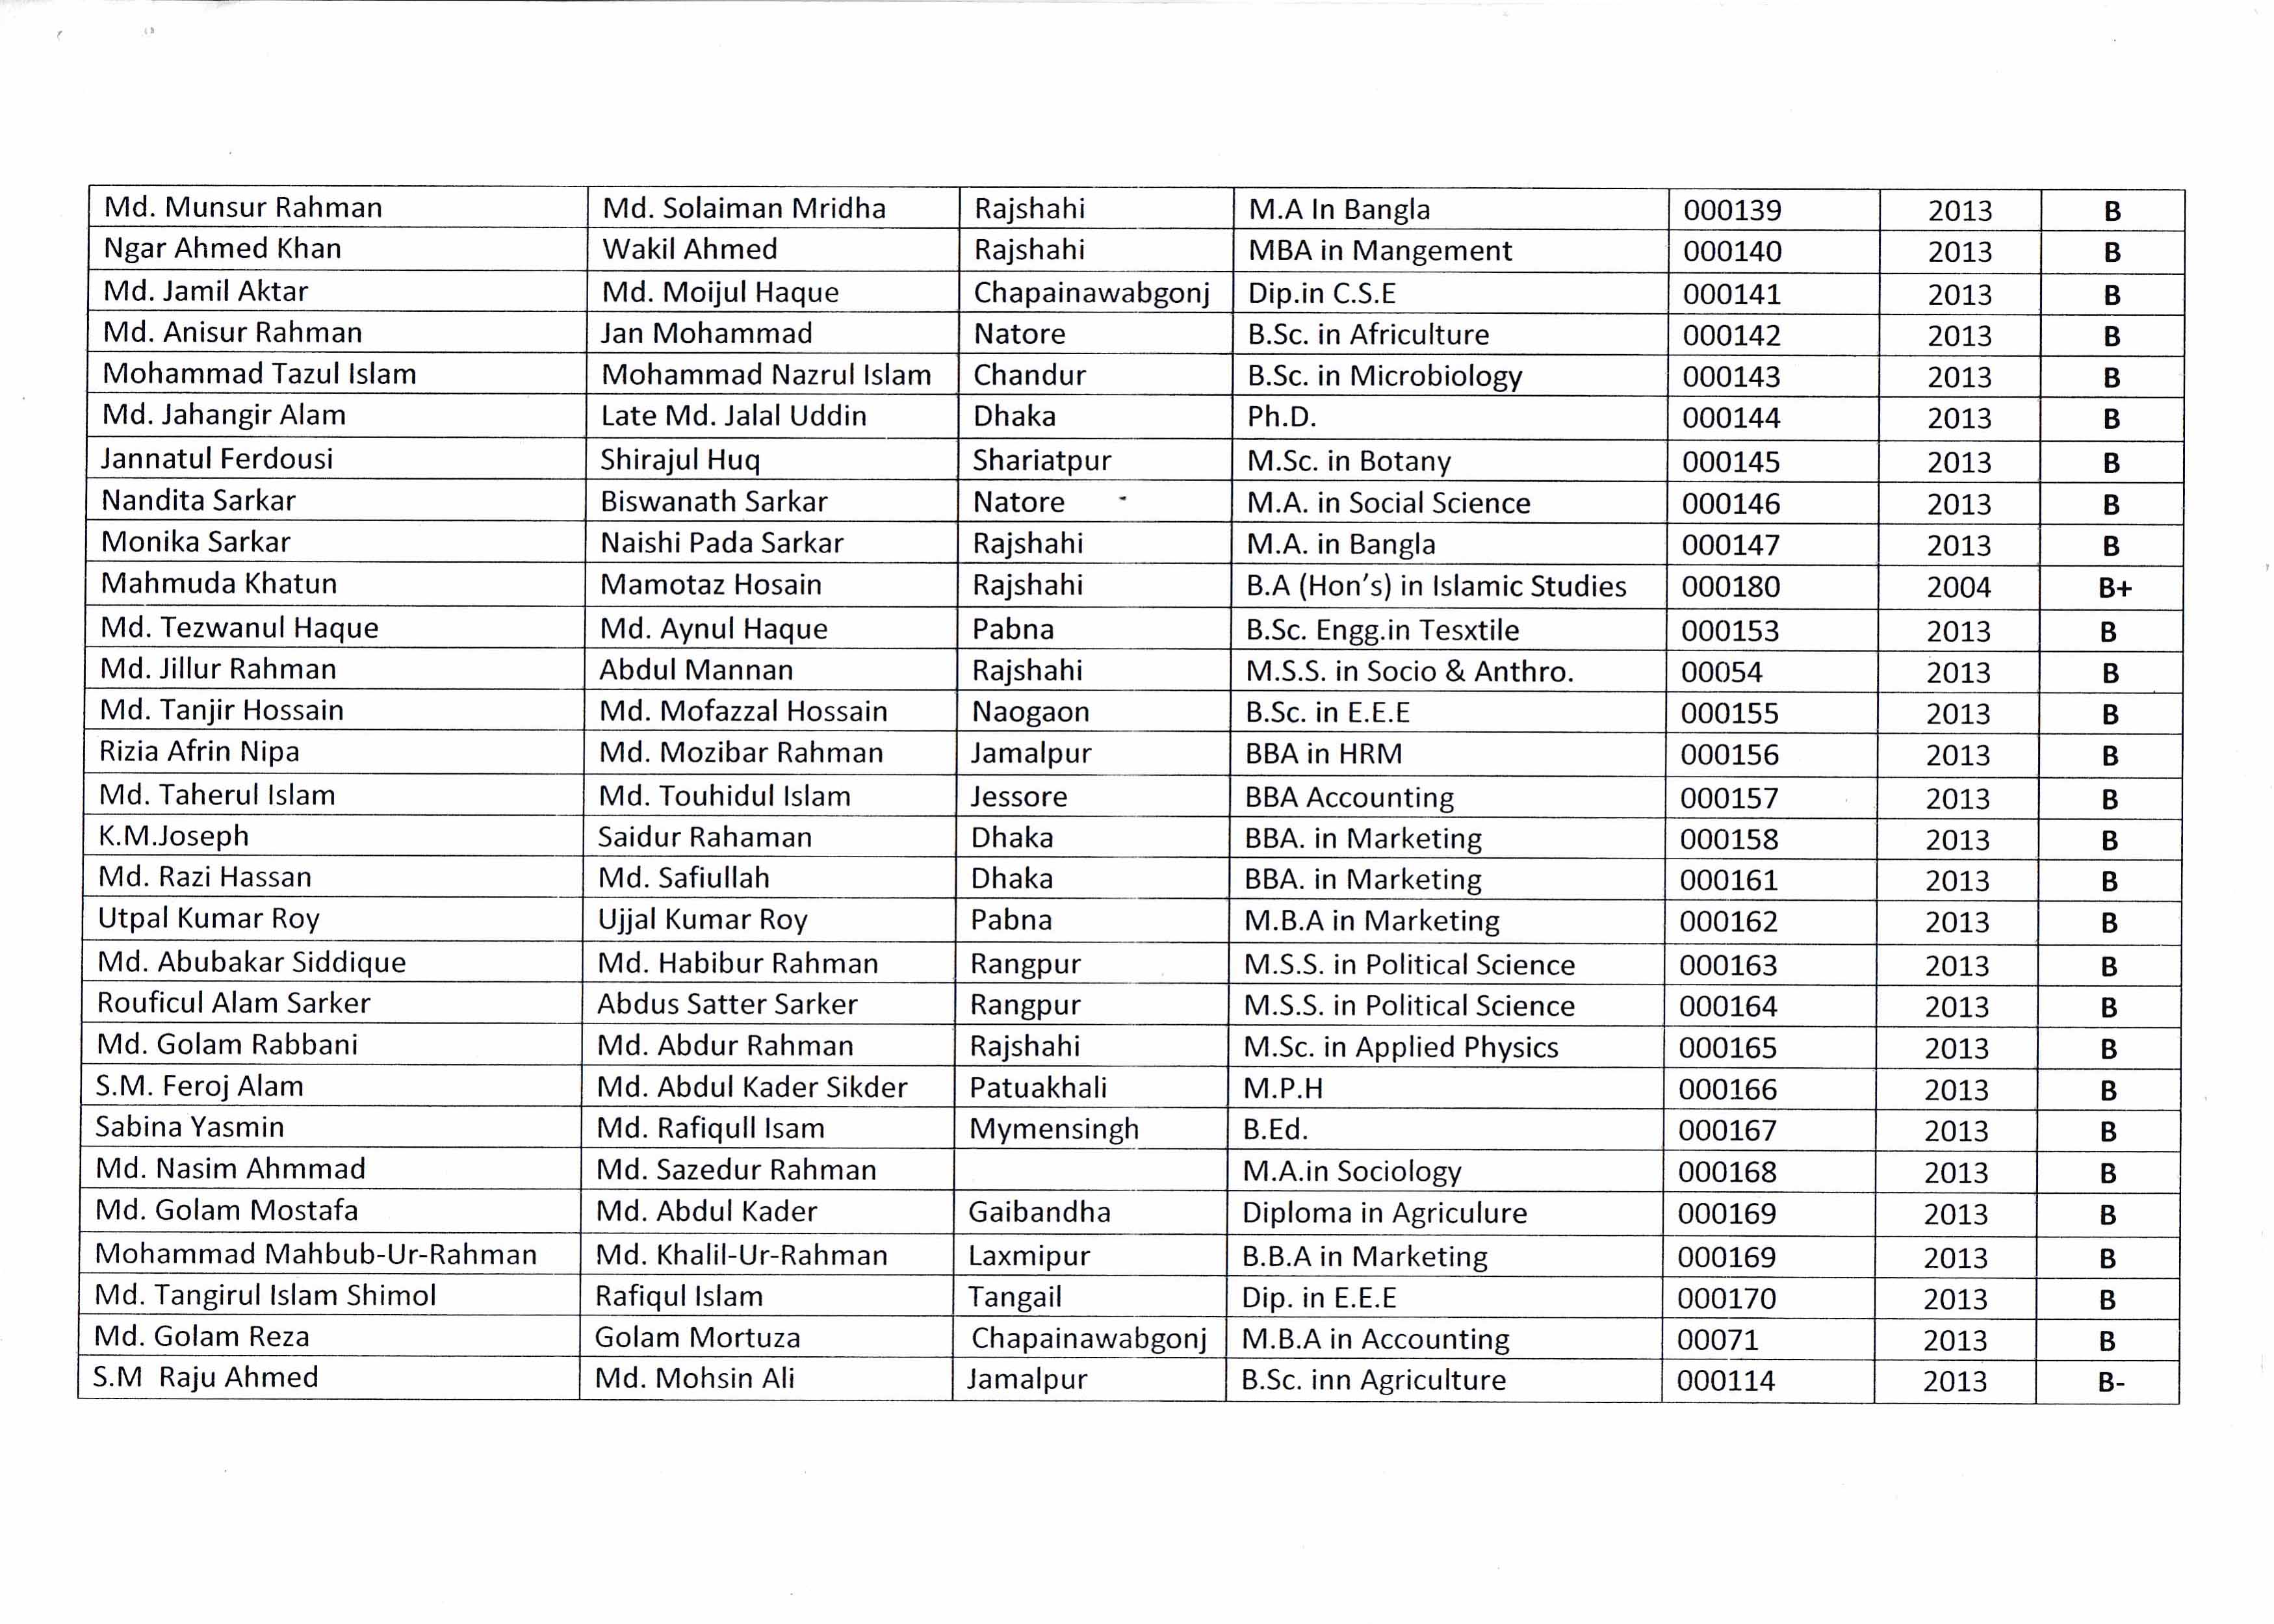 Md. Munsur Rahman Md. Solaiman Mridha Rajshahi M.A In Bangla 000139 2013 B
Ngar Ahmed Khan Wakil Ahmed Rajshahi MBA in Mangement 000140 2013 B
Md. Jamil Aktar Md. Moijul Haque Chapainawabgonj Dip.in C.S.E 000141 2013 B
Md. Anisur Rahman Jan Mohammad Natore B.Sc. in Africulture 000142 2013 B
Mohammad Tazul Islam Mohammad Nazrul Islam Chandur B.Sc. in Microbiology 000143 2013 B
Md. Jahangir Alam Late Md. Jalal Uddin Dhaka Ph.D. 000144 2013 B
Jannatul Ferdousi Shirajul Huq Shariatpur M.Sc. in Botany 000145 2013 B
Nandita Sarkar Biswanath Sarkar Natore M.A. in Social Science 000146 2013 B
Monika Sarkar Naishi Pada Sarkar Rajshahi M.A. in Bangla 000147 2013 B
Mahmuda Khatun Mamotaz Hosain Rajshahi B.A (Hon’s) in Islamic Studies 000180 2004 B+
Md. Tezwanul Haque Md. Aynul Haque Pabna B.Sc. Engg.in Tesxtile 000153 2013 B
Md. Jillur Rahman Abdul Mannan Rajshahi M.S.S. in Socio & Anthro. 00054 2013 B
Md. Tanjir Hossain Md. Mofazzal Hossain Naogaon B.Sc. in E.E.E 000155 2013 B
Rizia Afrin Nipa Md. Mozibar Rahman Jamalpur BBA in HRM 000156 2013 B
Md. Taherul Islam Md. Touhidul Islam Jessore BBA Accounting 000157 2013 B
K.M.Joseph Saidur Rahaman Dhaka BBA. in Marketing 000158 2013 B
Md. Razi Hassan Md. Safiullah Dhaka BBA. in Marketing 000161 2013 B
Utpal Kumar Roy Ujjal Kumar Roy Pabna M.B.A in Marketing 000162 2013 B
Md. Abubakar Siddique Md. Habibur Rahman Rangpur M.S.S. in Political Science 000163 2013 B
Rouficul Alam Sarker Abdus Satter Sarker Rangpur M.S.S. in Political Science 000164 2013 B
Md. Golam Rabbani Md. Abdur Rahman Rajshahi M.Sc. in Applied Physics 000165 2013 B
S.M. Feroj Alam Md. Abdul Kader Sikder Patuakhali M.P.H 000166 2013 B
Sabina Yasmin Md. Rafiqull Isam Mymensingh B.Ed. 000167 2013 B
Md. Nasim Ahmmad Md. Sazedur Rahman M.A.in Sociology 000168 2013 B
Md. Golam Mostafa Md. Abdul Kader Gaibandha Diploma in Agriculure 000169 2013 B
Mohammad Mahbub-Ur-Rahman Md. Khalil-Ur-Rahman Laxmipur B.B.A in Marketing 000169 2013 B
Md. Tangirul Islam Shimol Rafiqul Islam Tangail Dip. in E.E.E 000170 2013 B
Md. Golam Reza Golam Mortuza Chapainawabgonj M.B.A in Accounting 00071 2013 B
S.M Raju Ahmed Md. Mohsin Ali Jamalpur B.Sc. inn Agriculture 000114 2013 B-